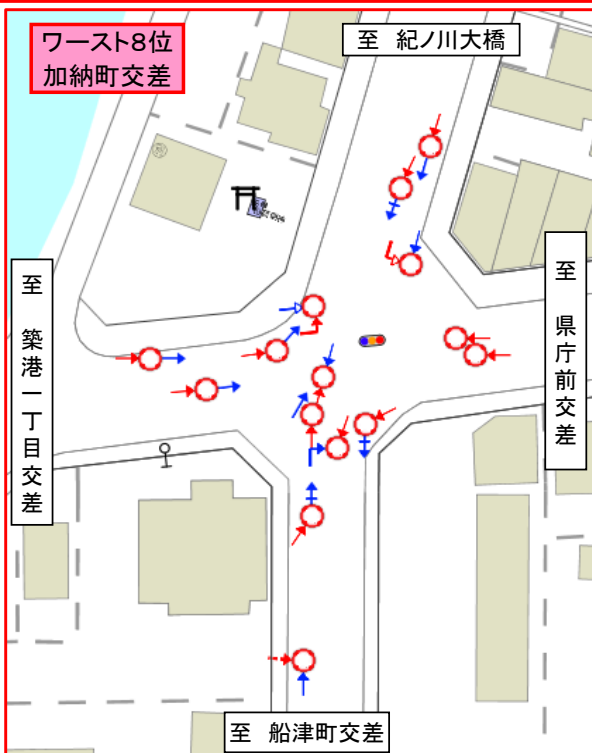 ワースト8位
加納町交差
至 紀ノ川大橋
至 築港一丁目交差
至 県庁前交差
至 船津町交差